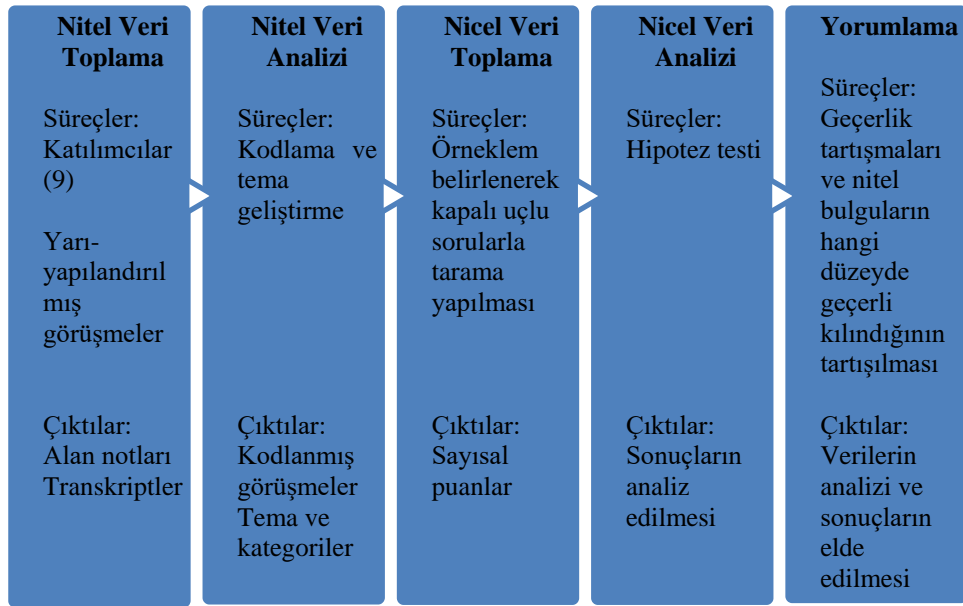 Nitel Veri
Toplama
Süreçler:
Katılımcılar
(9)
Yarı-
yapılandırıl
mış
görüşmeler
Çıktılar:
Alan notları
Transkriptler
Nitel Veri
Analizi
Süreçler:
Kodlama ve
tema
geliştirme
Çıktılar:
Kodlanmış
görüşmeler
Tema ve
kategoriler
Nicel Veri
Toplama
Süreçler:
Örneklem
belirlenerek
kapalı uçlu
sorularla
tarama
yapılması
Çıktılar:
Sayısal
puanlar
Nicel Veri
Analizi
Süreçler:
Hipotez testi
Çıktılar:
Sonuçların
analiz
edilmesi
Yorumlama
Süreçler:
Geçerlik
tartışmaları
ve nitel
bulguların
hangi
düzeyde
geçerli
kılındığının
tartışılması
Çıktılar:
Verilerin
analizi ve
sonuçların
elde
edilmesi